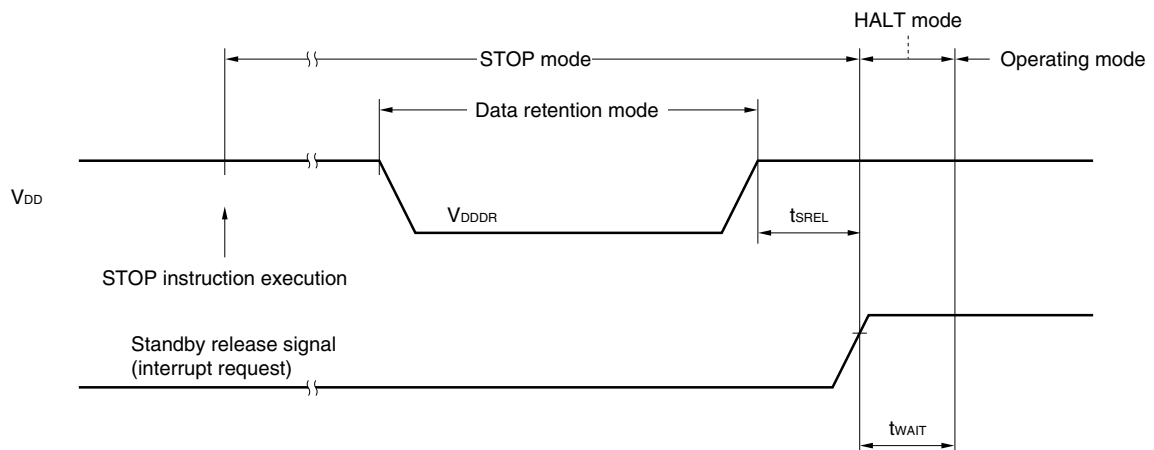 HALT mode
STOP mode
Operating mode
Data retention mode
VDD
VDDDR
tSREL
STOP instruction execution
Standby release signal
(interrupt request)
tWAIT